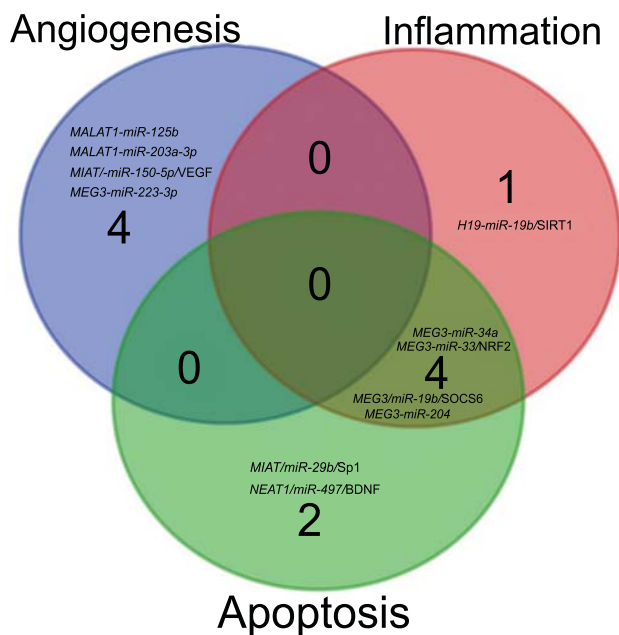 Angiogenesis
Inflammation
MALAT1-miR-125b
MALAT1-miR-203a-3p
MIAT/-miR-150-5p/VEGF
MEG3-miR-223-3p
4
0
1
H19-miR-19b/SIRT1
0
0
MEG3-miR-34a
MEG3-miR-33/NRF2
4
MEG3/miR-19b/SOCS6
MEG3-miR-204
MIAT/miR-29b/Sp1
NEAT1/miR-497/BDNF
2
Apoptosis